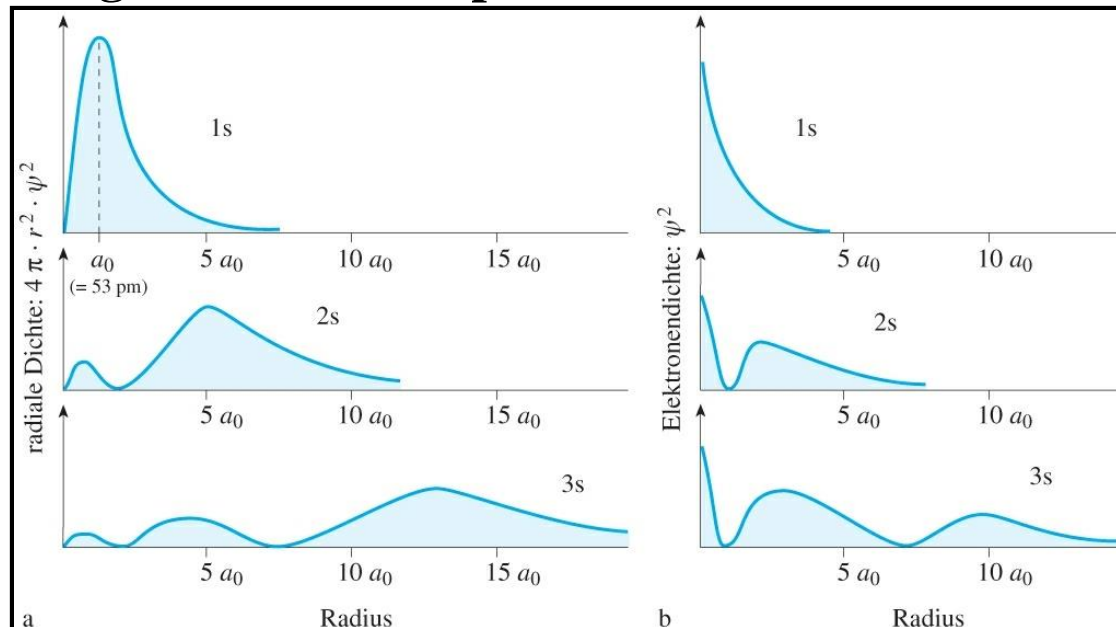 radiale Dichte: 4 π · r² · ψ²
1s
a₀
(= 53 pm)
5 a₀
10 a₀
15 a₀
2s
5 a₀
10 a₀
15 a₀
3s
5 a₀
10 a₀
15 a₀
a
Radius
Elektronendichte: ψ²
1s
5 a₀
10 a₀
2s
5 a₀
10 a₀
3s
5 a₀
10 a₀
b
Radius